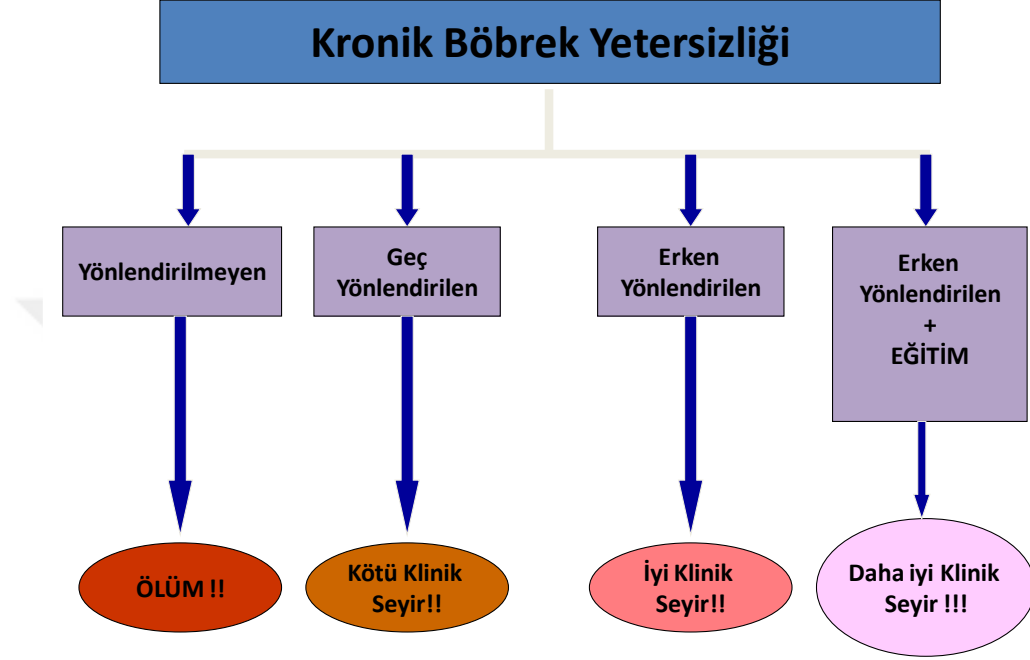 Kronik Böbrek Yetersizliği
Yönlendirilmeyen
Geç
Yönlendirilen
Erken
Yönlendirilen
Erken
Yönlendirilen
+
EĞİTİM
ÖLÜM !!
Kötü Klinik
Seyir!!
İyi Klinik
Seyir!!
Daha iyi Klinik
Seyir !!!